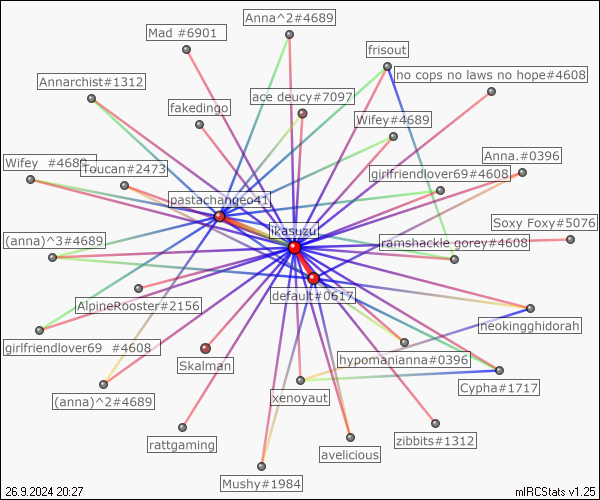 Anna^2#4689
Mad #6901
frisout
no cops no laws no hope#4608
Annarchist#1312
ace deucy#7097
fakedingo
Wifey#4689
Anna.#0396
Wifey #4689
Toucan#2473
girlfriendlover69#4608
pastachangeo41
Soxy Foxy#5076
ikasuzu
(anna)^3#4689
ramshackle gorey#4608
default#0617
AlpineRooster#2156
neokingghidorah
girlfriendlover69 #4608
hypomanianna#0396
Skalman
Cypha#1717
xenoyaut
(anna)^2#4689
rattgaming
zibbits#1312
avelicious
Mushy#1984
26.9.2024 20:27
mIRCStats v1.25